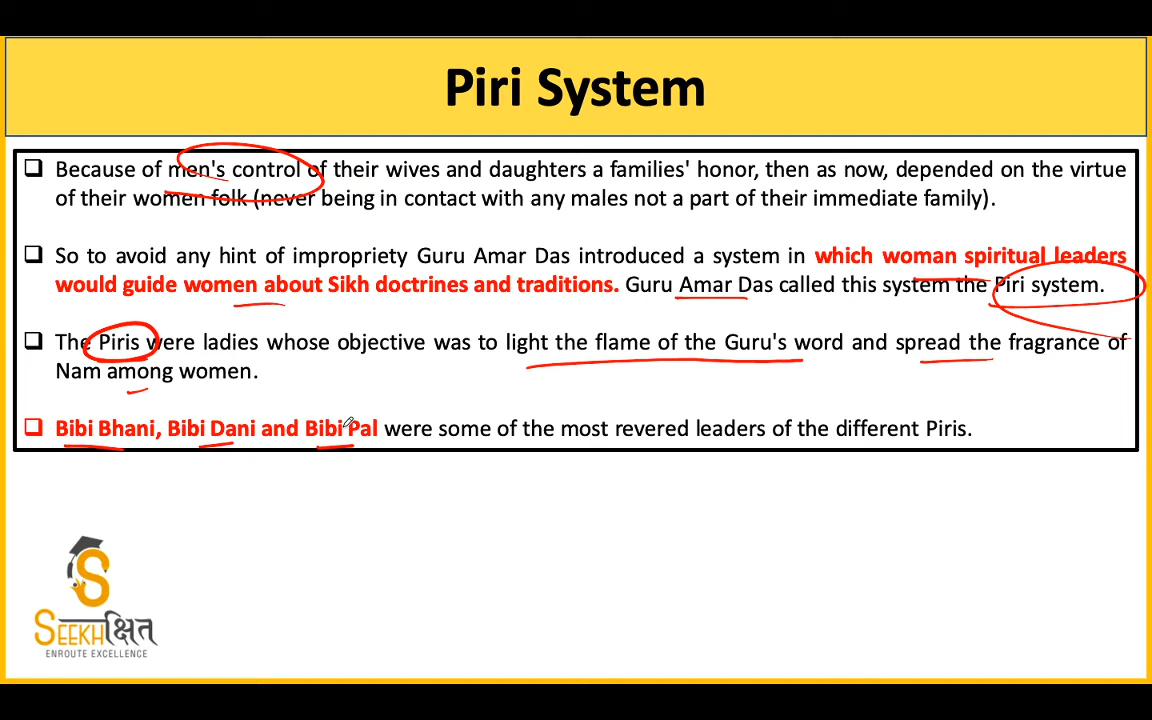 Piri System
Because of men's control of their wives and daughters a families' honor, then as now, depended on the virtue
of their women folk (never being in contact with any males not a part of their immediate family).
So to avoid any hint of impropriety Guru Amar Das introduced a system in which woman spiritual leaders
would guide women about Sikh doctrines and traditions. Guru Amar Das called this system the Piri system.
The Piris were ladies whose objective was to light the flame of the Guru's word and spread the fragrance of
Nam among women.
Bibi Bhani, Bibi Dani and Bibi Pal were some of the most revered leaders of the different Piris.
SEEKHक्षित
ENROUTE EXCELLENCE